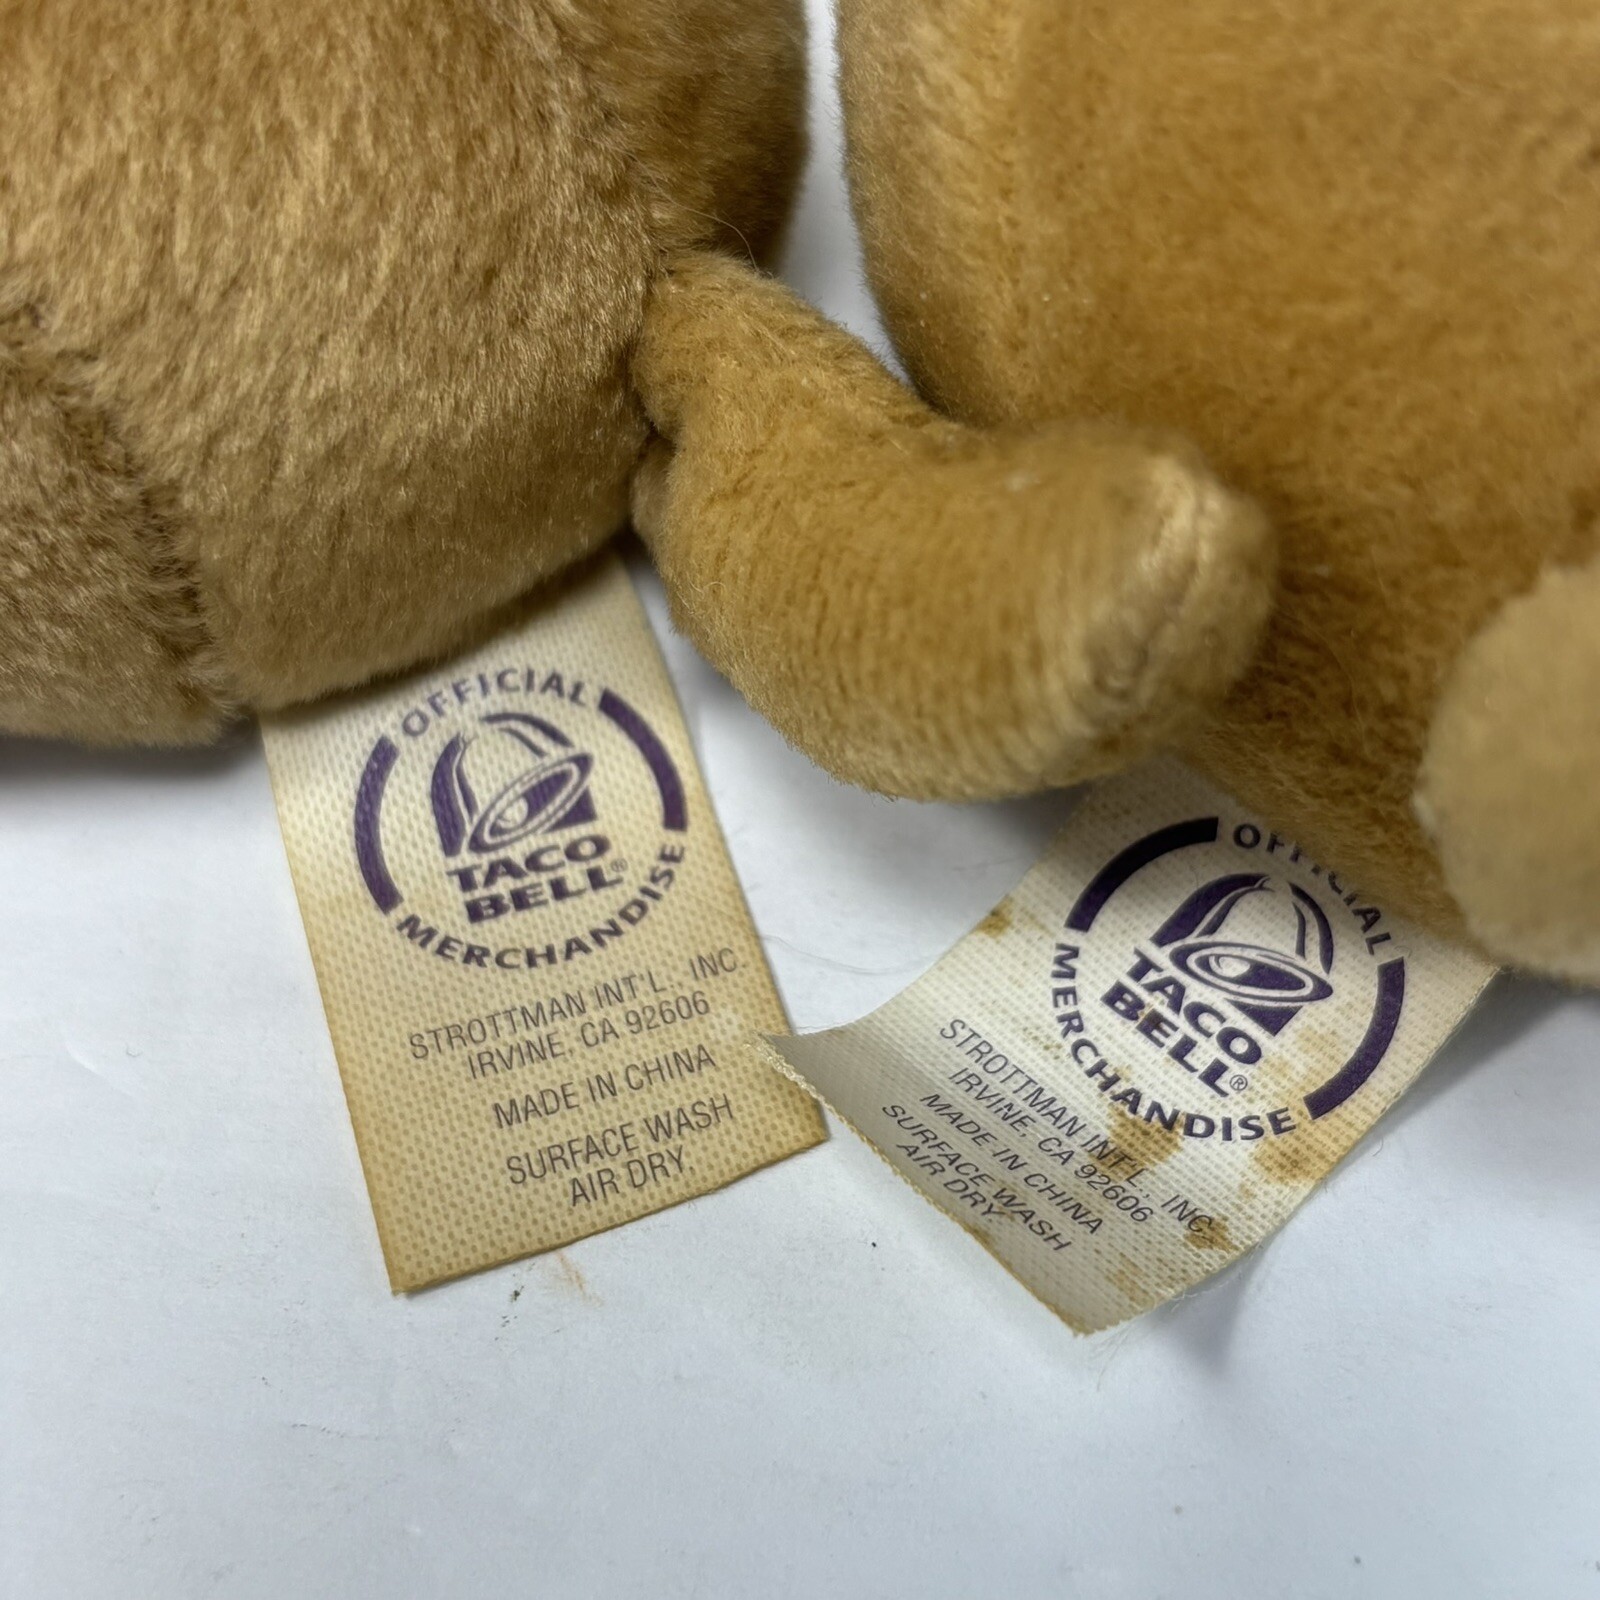 OFFICIAL
TACO
BELL®
MERCHANDISE
STROTTMAN INT'L., INC.
IRVINE, CA 92606
MADE IN CHINA
SURFACE WASH
AIR DRY.
OFFICIAL
TACO
BELL®
MERCHANDISE
STROTTMAN INT'L., INC.
IRVINE, CA 92606
MADE IN CHINA
SURFACE WASH
AIR DRY.